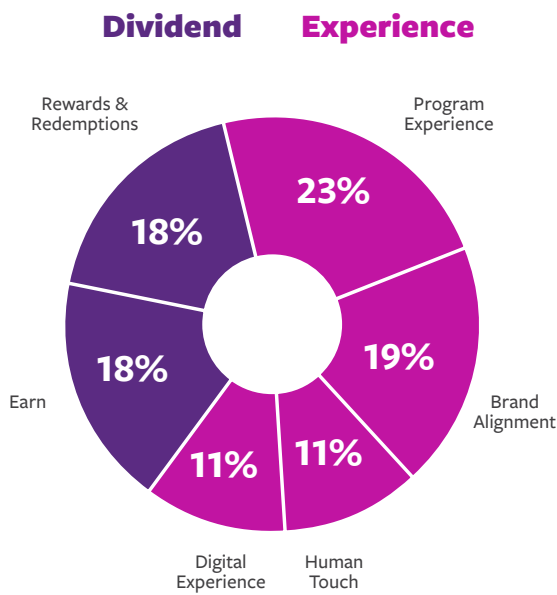 Dividend Experience
Rewards &
Redemptions
Program
Experience
23%
18%
19%
18%
Earn
Brand
Alignment
11%
11%
Digital
Experience
Human
Touch